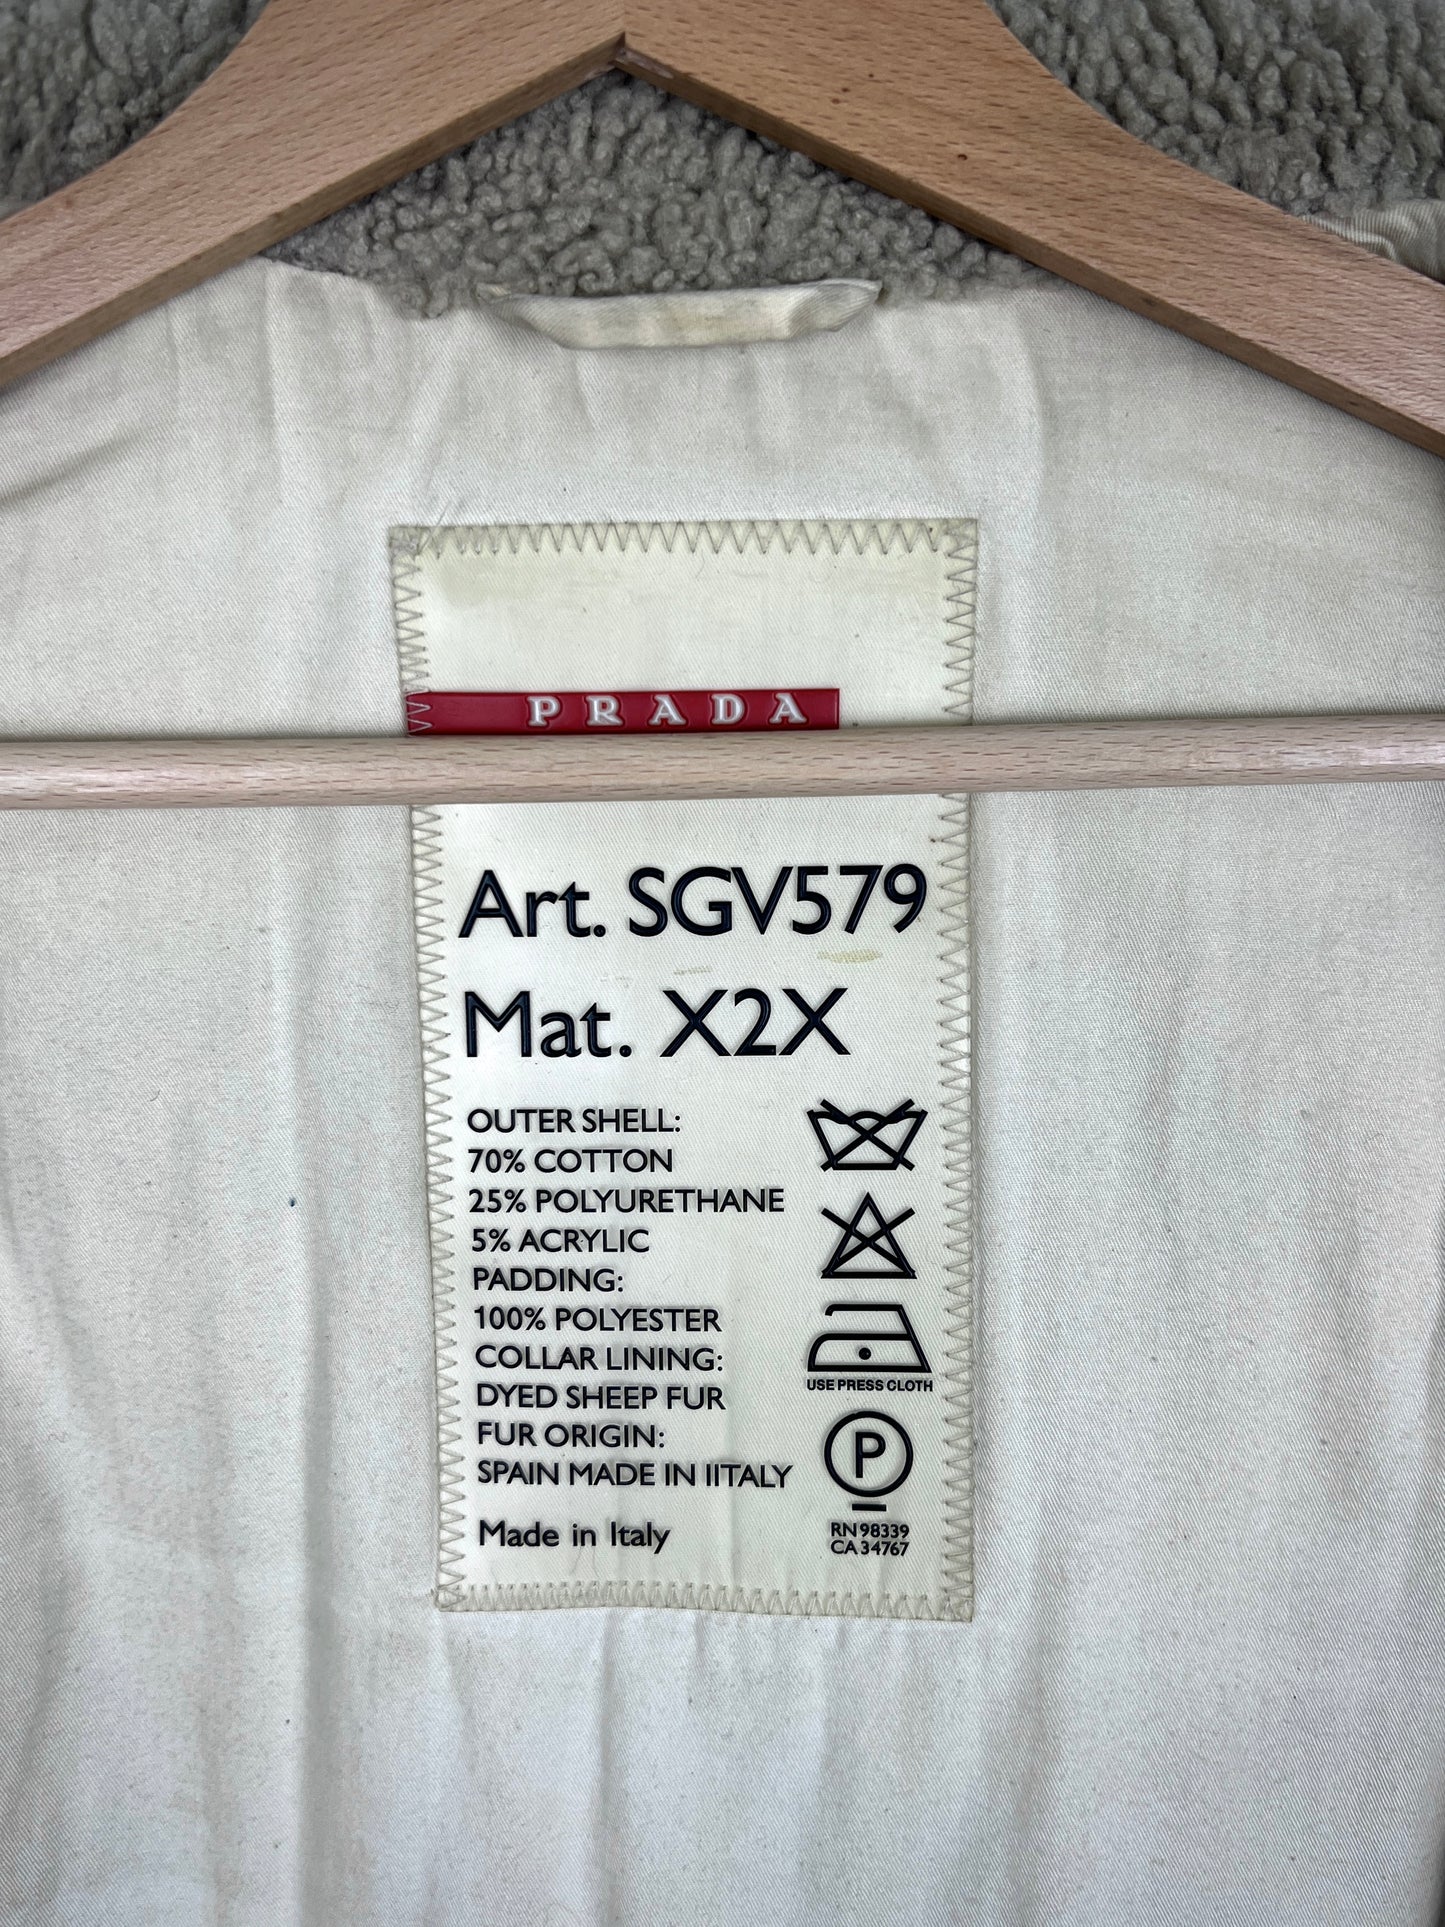 PRADA
Art. SGV579
Mat. X2X
OUTER SHELL:
70% COTTON
25% POLYURETHANE
5% ACRYLIC
PADDING:
100% POLYESTER
COLLAR LINING:
DYED SHEEP FUR
FUR ORIGIN:
SPAIN MADE IN IITALY
Made in Italy
USE PRESS CLOTH
P
RN 98339
CA 34767